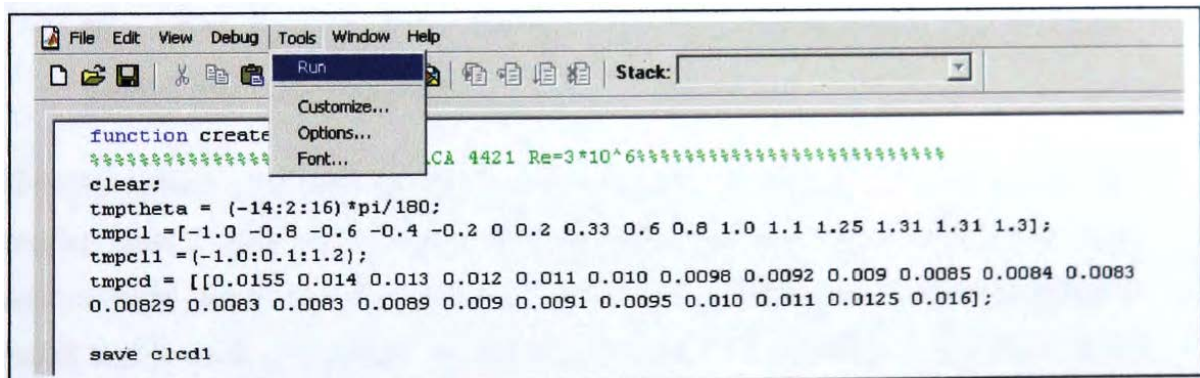 File Edit View Debug Tools Window Help
Run
Stack:
Customize...
Options...
Font...
function create
%%%%%%%%%%%%%%% CA 4421 Re=3*10^6%%%%%%%%%%%%%%%%%%%%%%%%%%
clear;
tmptheta = (-14:2:16)*pi/180;
tmpcl =[-1.0 -0.8 -0.6 -0.4 -0.2 0 0.2 0.33 0.6 0.8 1.0 1.1 1.25 1.31 1.31 1.3];
tmpcl1 =(-1.0:0.1:1.2);
tmpcd = [[0.0155 0.014 0.013 0.012 0.011 0.010 0.0098 0.0092 0.009 0.0085 0.0084 0.0083
0.00829 0.0083 0.0083 0.0089 0.009 0.0091 0.0095 0.010 0.011 0.0125 0.016];
save clcd1